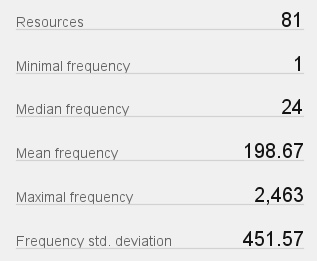 Resources 81
Minimal frequency 1
Median frequency 24
Mean frequency 198.67
Maximal frequency 2,463
Frequency std. deviation 451.57